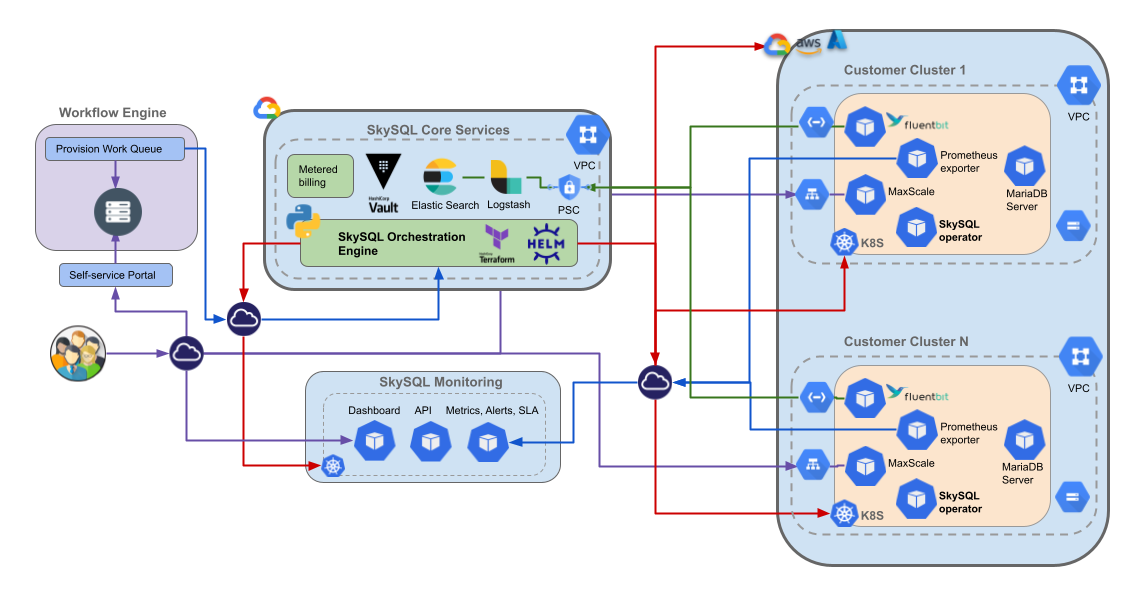 Workflow Engine
Provision Work Queue
Self-service Portal
SkySQL Core Services
VPC
Metered
billing
HashiCorp
Vault
Elastic Search
Logstash
PSC
SkySQL Orchestration
Engine
Terraform
HELM
SkySQL Monitoring
Dashboard
API
Metrics, Alerts, SLA
aws
Customer Cluster 1
VPC
fluentbit
Prometheus
exporter
MaxScale
MariaDB
Server
SkySQL
operator
K8S
Customer Cluster N
VPC
fluentbit
Prometheus
exporter
MaxScale
MariaDB
Server
SkySQL
operator
K8S